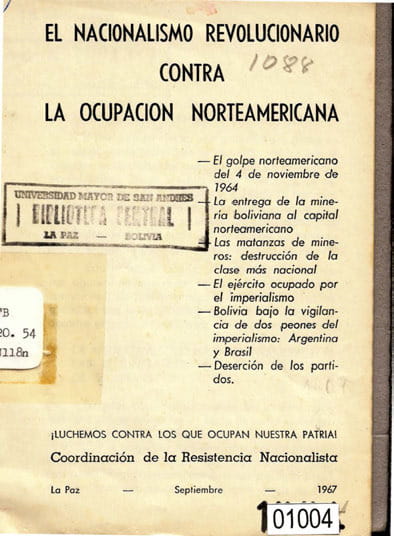 EL NACIONALISMO REVOLUCIONARIO
CONTRA
1088
LA OCUPACION NORTEAMERICANA
— El golpe norteamericano
del 4 de noviembre de
1964
— La entrega de la mine-
ría boliviana al capital
norteamericano
— Las matanzas de mine-
ros: destrucción de la
clase más nacional
— El ejército ocupado por
el imperialismo
— Bolivia bajo la vigilan-
cia de dos peones del
imperialismo: Argentina
y Brasil
— Deserción de los parti-
dos.
UNIVERSIDAD MAYOR DE SAN ANDRES
BIBLIOTECA CENTRAL
LA PAZ — BOLIVIA
20. 54
118n
¡LUCHEMOS CONTRA LOS QUE OCUPAN NUESTRA PATRIA!
Coordinación de la Resistencia Nacionalista
La Paz — Septiembre — 1967
01004